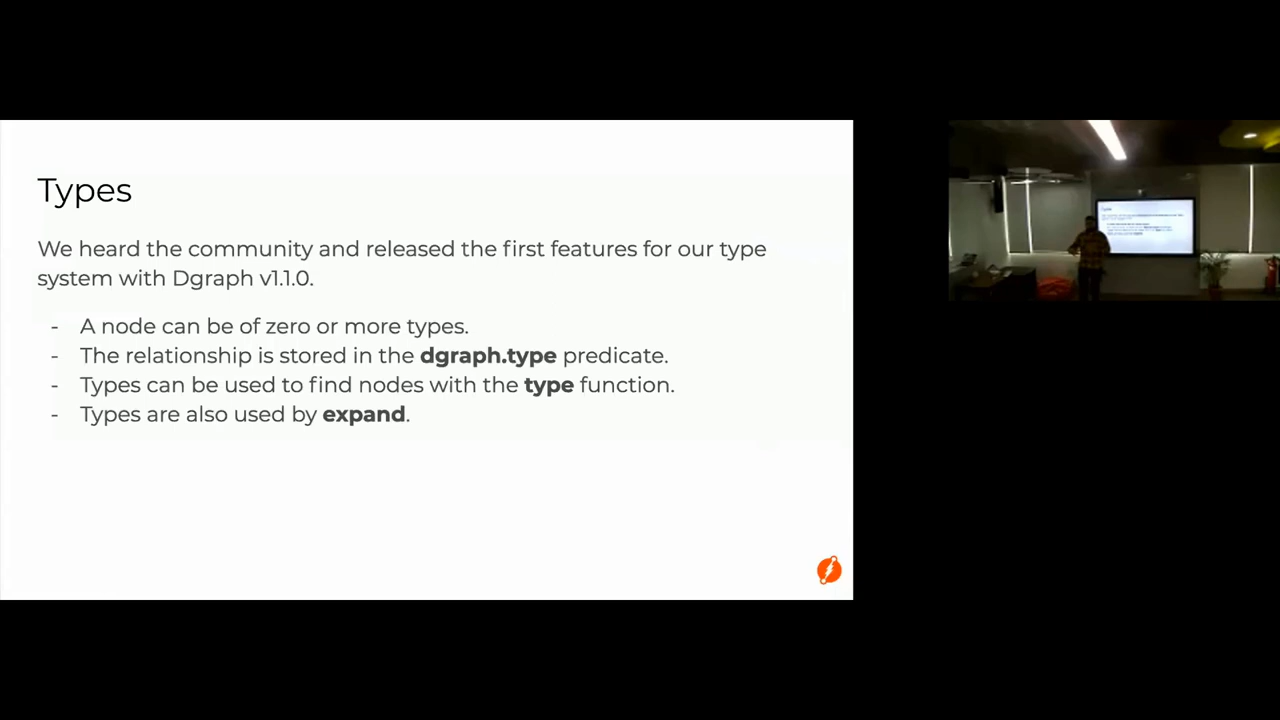 Types
We heard the community and released the first features for our type
system with Dgraph v1.1.0.
- A node can be of zero or more types.
- The relationship is stored in the dgraph.type predicate.
- Types can be used to find nodes with the type function.
- Types are also used by expand.